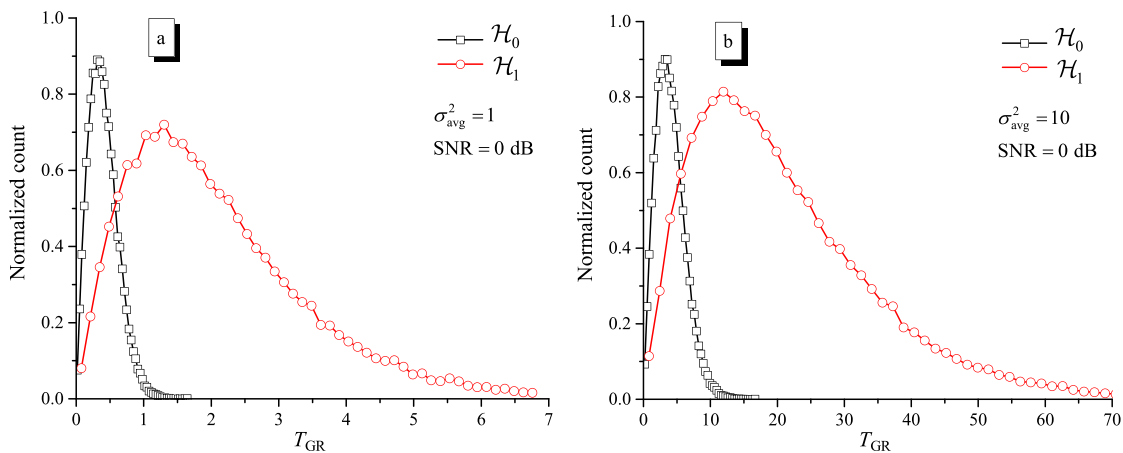 a
ℋ0
ℋ1
σ²avg = 1
SNR = 0 dB
Normalized count
1.0
0.8
0.6
0.4
0.2
0.0
0 1 2 3 4 5 6 7
TGR
b
ℋ0
ℋ1
σ²avg = 10
SNR = 0 dB
Normalized count
1.0
0.8
0.6
0.4
0.2
0.0
0 10 20 30 40 50 60 70
TGR